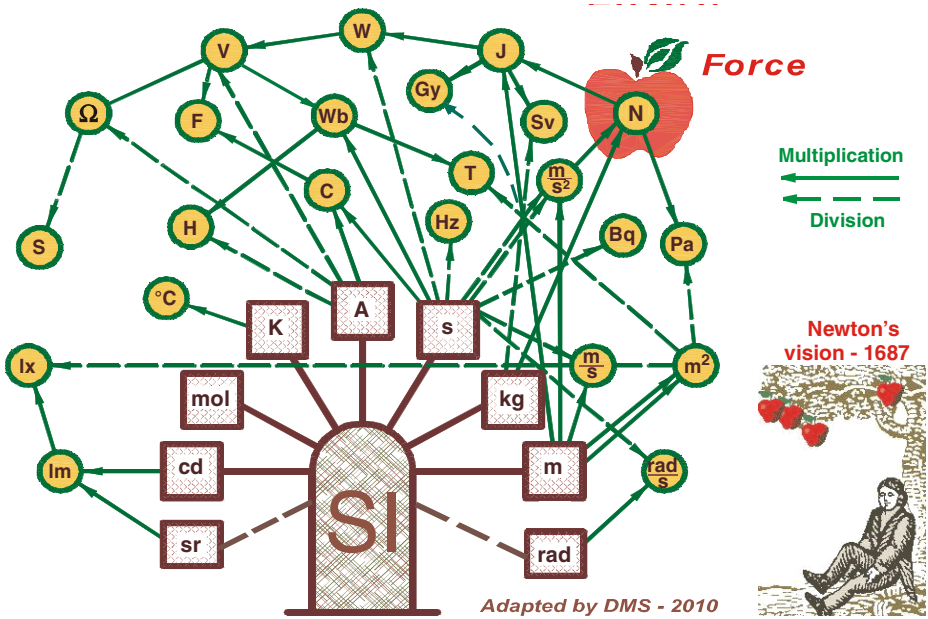 Force
W
V
J
Gy
Ω
F
Wb
Sv
N
T
m/s²
C
Hz
H
Bq
Pa
S
°C
K
A
s
Multiplication
Division
Newton's
vision - 1687
lx
m/s
m²
mol
kg
lm
cd
m
rad/s
sr
SI
rad
Adapted by DMS - 2010